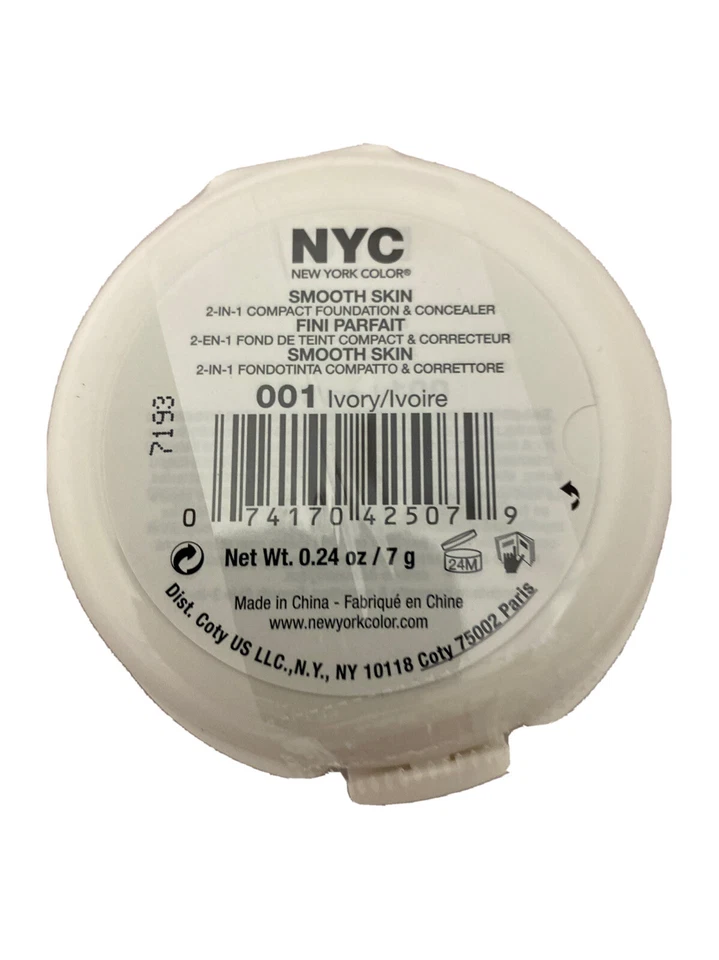 NYC
NEW YORK COLOR®
SMOOTH SKIN
2-IN-1 COMPACT FOUNDATION & CONCEALER
FINI PARFAIT
2-EN-1 FOND DE TEINT COMPACT & CORRECTEUR
SMOOTH SKIN
2-IN-1 FONDOTINTA COMPATTO & CORRETTORE
001 Ivory/Ivoire
7193
0 74170 42507 9
Net Wt. 0.24 oz / 7 g
24M
Made in China - Fabriqué en Chine
www.newyorkcolor.com
Dist. Coty US LLC.,N.Y., NY 10118 Coty 75002 Paris